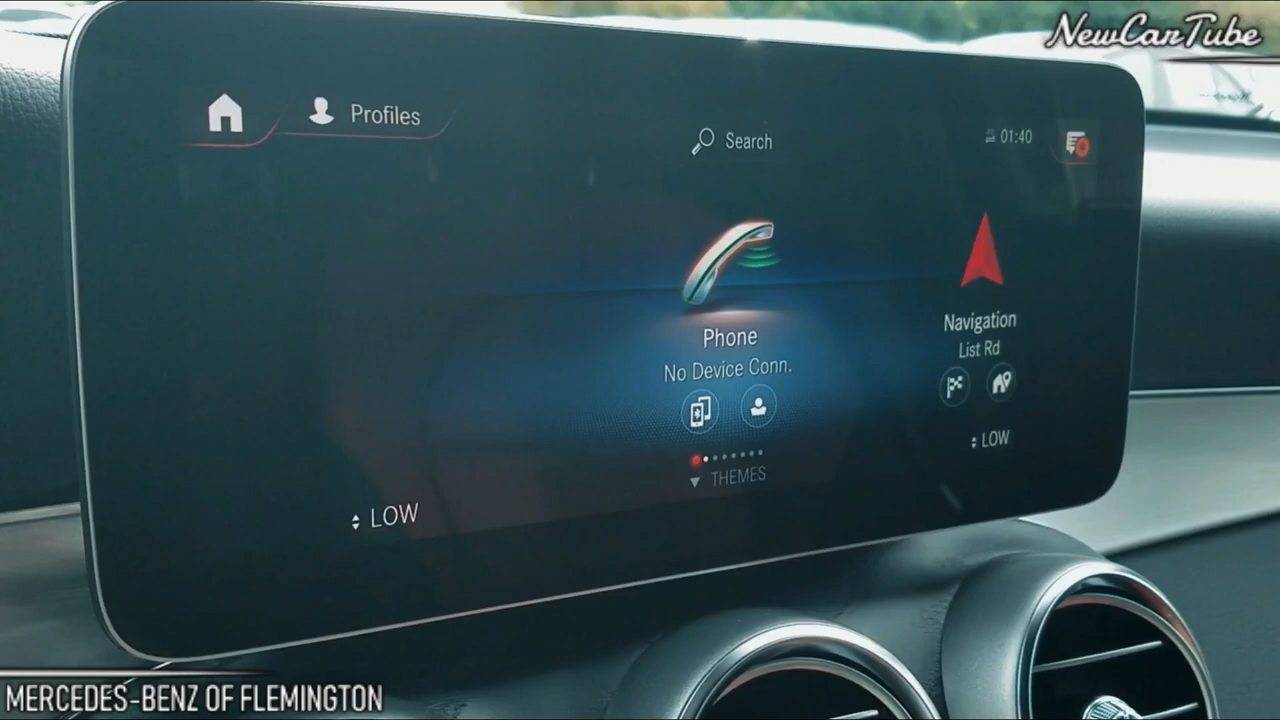 NewCarTube
Profiles
Search
01:40
Phone
No Device Conn.
Navigation
List Rd
LOW
THEMES
LOW
MERCEDES-BENZ OF FLEMINGTON